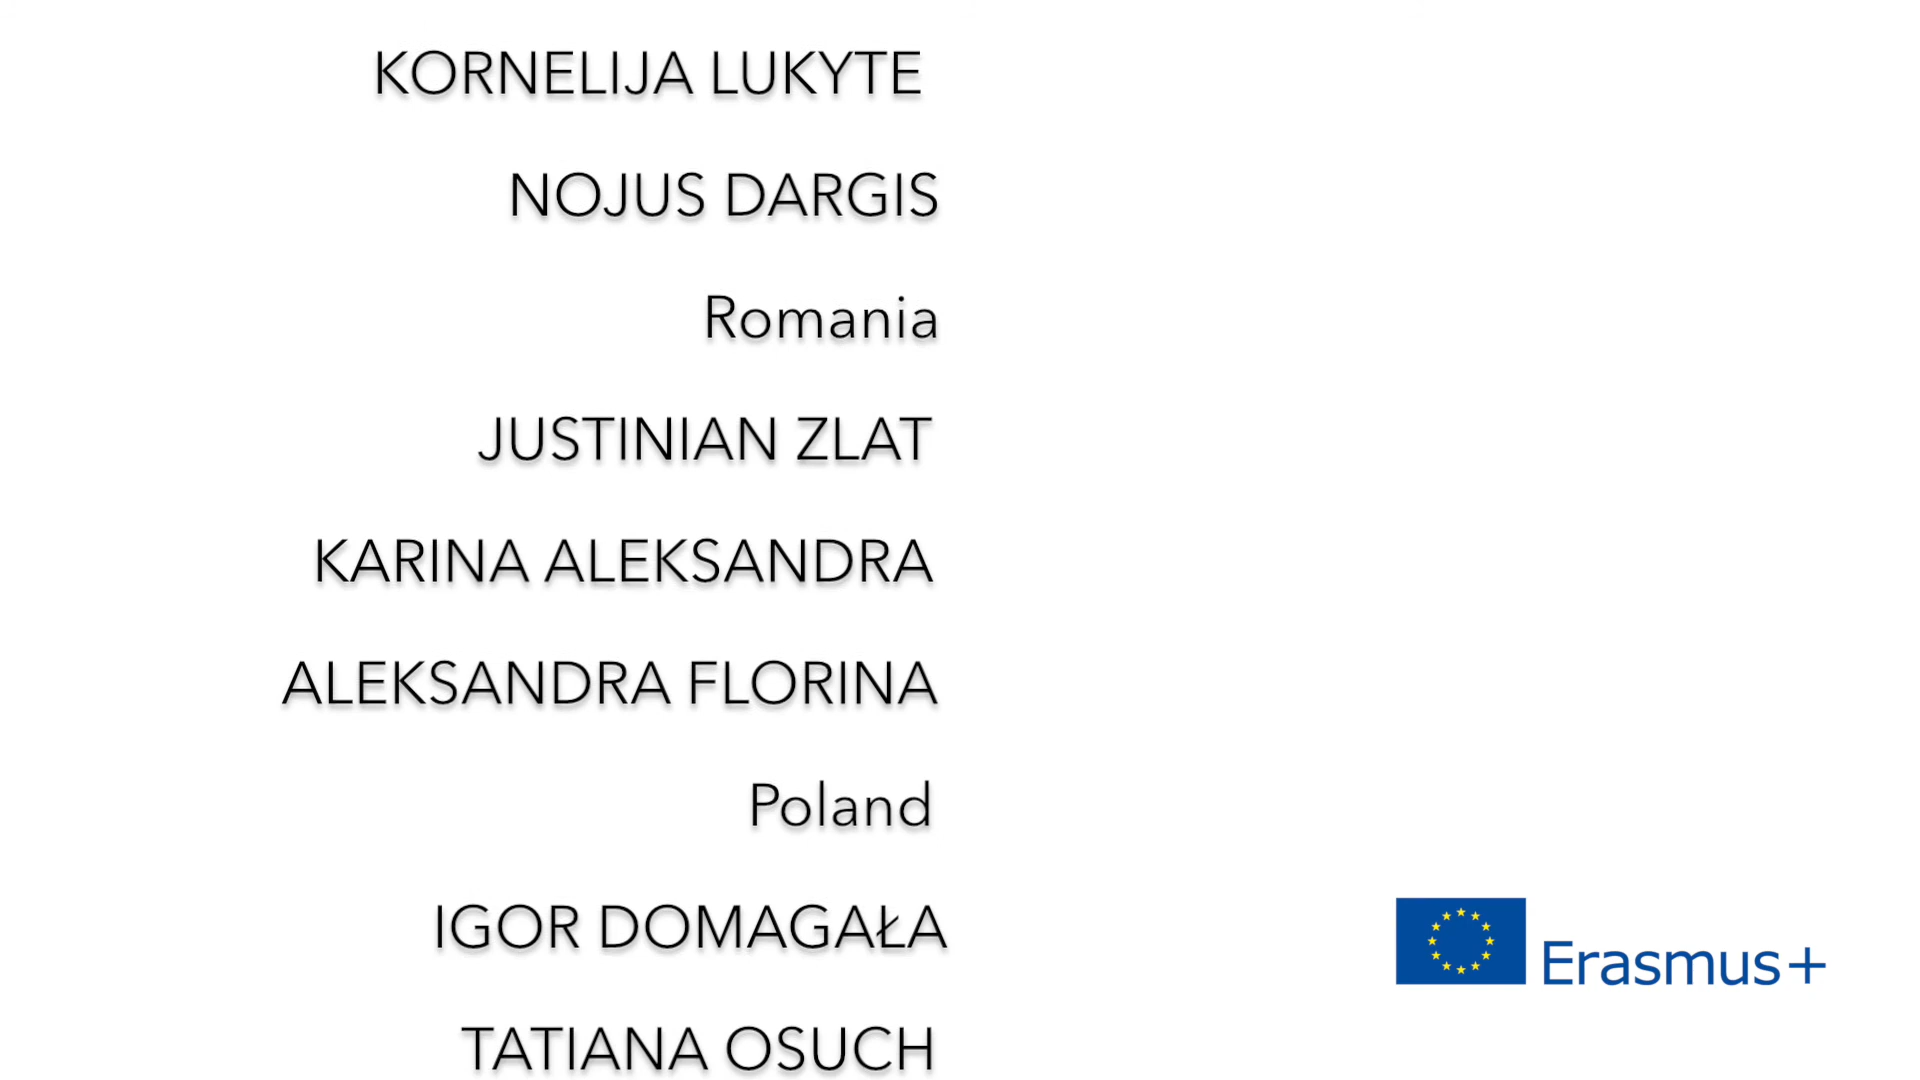 KORNELIJA LUKYTE
NOJUS DARGIS
Romania
JUSTINIAN ZLAT
KARINA ALEKSANDRA
ALEKSANDRA FLORINA
Poland
IGOR DOMAGAŁA
TATIANA OSUCH
Erasmus+